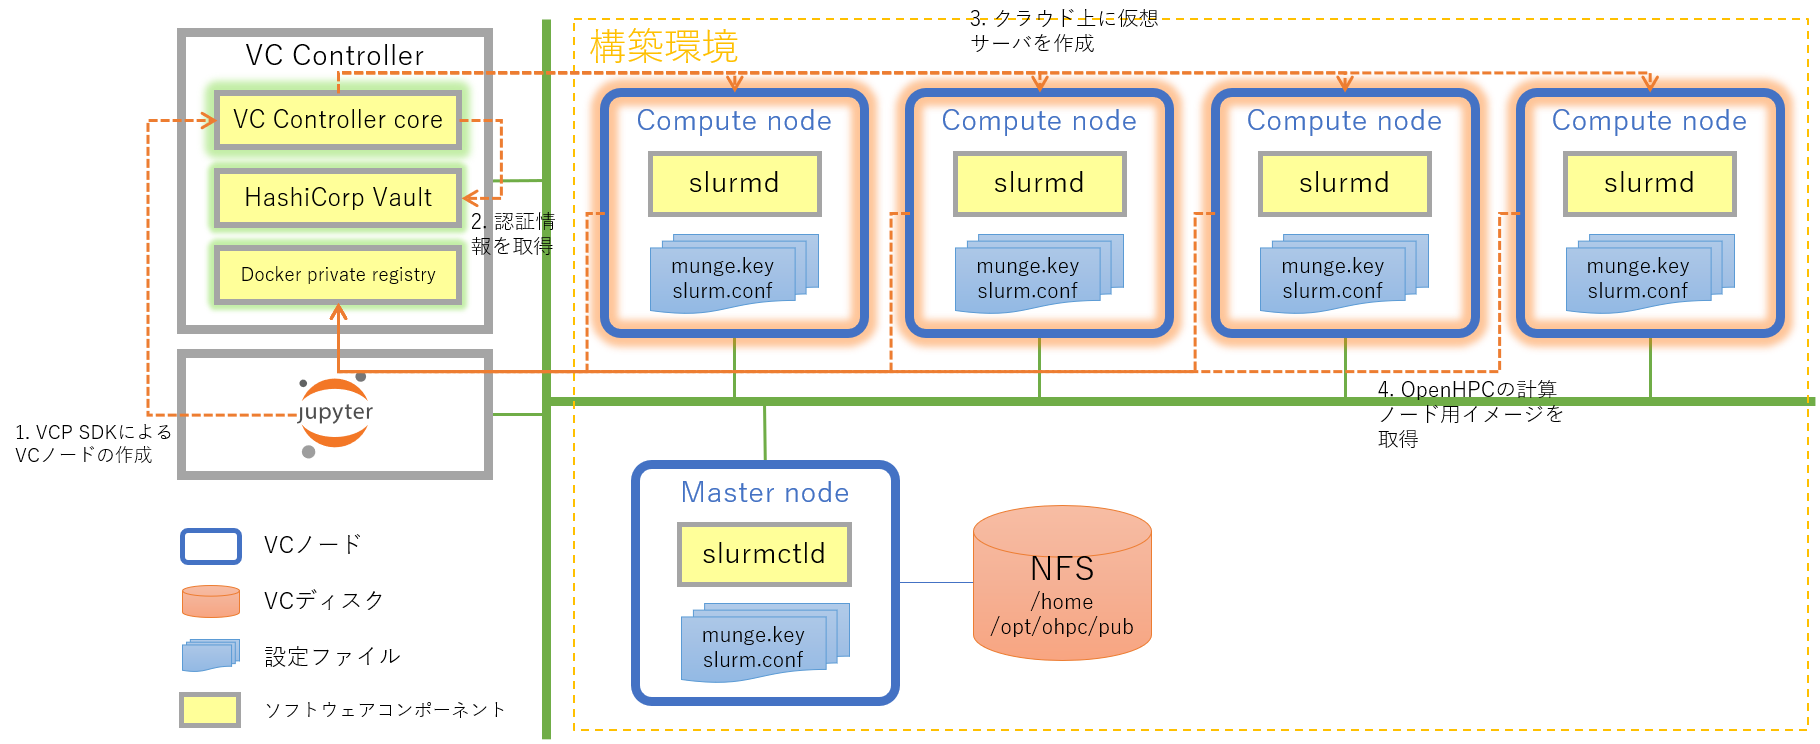 3. クラウド上に仮想
サーバを作成
構築環境
VC Controller
VC Controller core
HashiCorp Vault
2. 認証情
報を取得
Docker private registry
Compute node
slurmd
munge.key
slurm.conf
Compute node
slurmd
munge.key
slurm.conf
Compute node
slurmd
munge.key
slurm.conf
Compute node
slurmd
munge.key
slurm.conf
jupyter
1. VCP SDKによる
VCノードの作成
4. OpenHPCの計算
ノード用イメージを
取得
Master node
slurmctld
munge.key
slurm.conf
NFS
/home
/opt/ohpc/pub
VCノード
VCディスク
設定ファイル
ソフトウェアコンポーネント